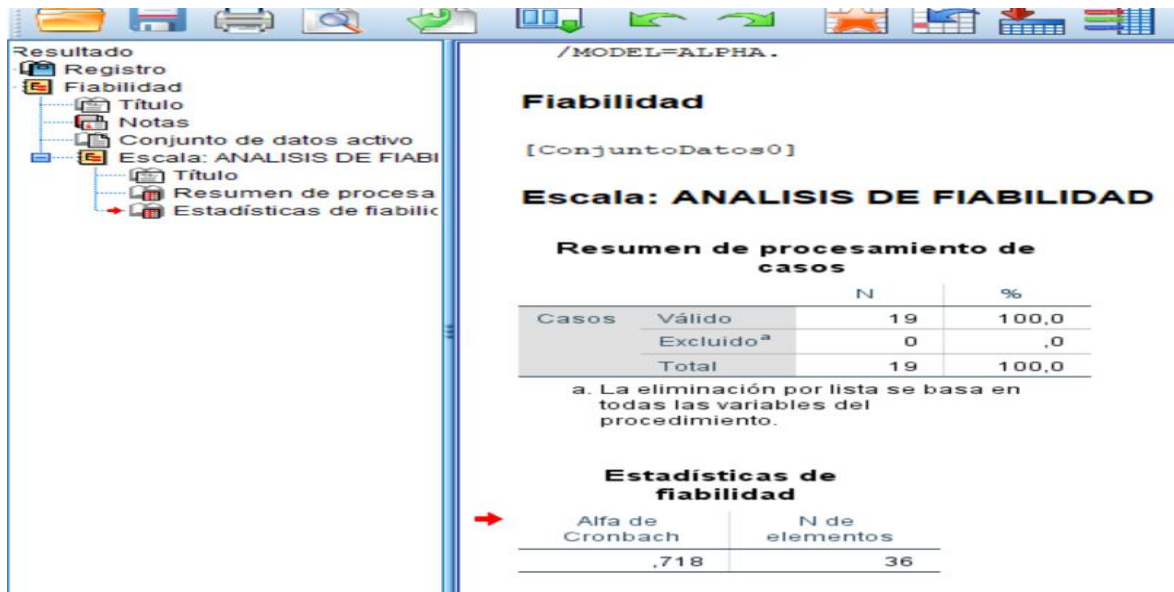 Resultado
Registro
Fiabilidad
Título
Notas
Conjunto de datos activo
Escala: ANALISIS DE FIABI
Título
Resumen de procesa
Estadísticas de fiabilic
/MODEL=ALPHA.
Fiabilidad
[ConjuntoDatos0]
Escala: ANALISIS DE FIABILIDAD
Resumen de procesamiento de
casos
N %
Casos Válido 19 100,0
Excluido a 0 ,0
Total 19 100,0
a. La eliminación por lista se basa en
todas las variables del
procedimiento.
Estadísticas de
fiabilidad
Alfa de N de
Cronbach elementos
,718 36